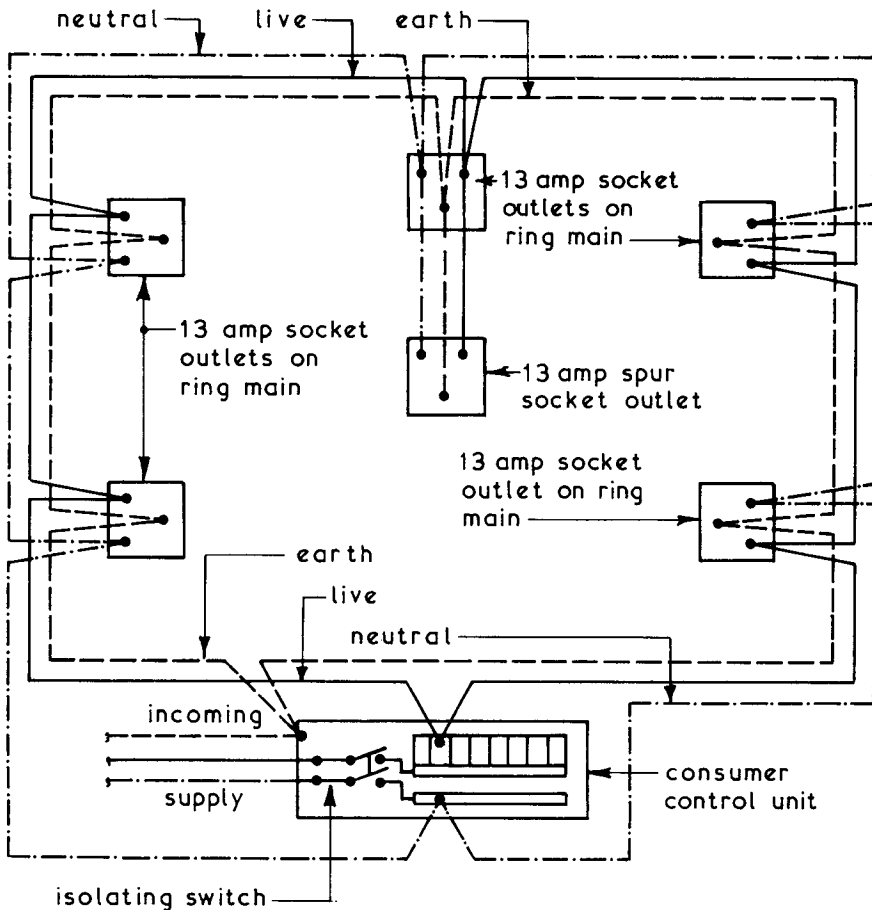 neutral
live
earth
13 amp socket
outlets on
ring main
13 amp socket
outlets on
ring main
13 amp spur
socket outlet
13 amp socket
outlet on ring
main
earth
live
neutral
incoming
supply
consumer
control unit
isolating switch